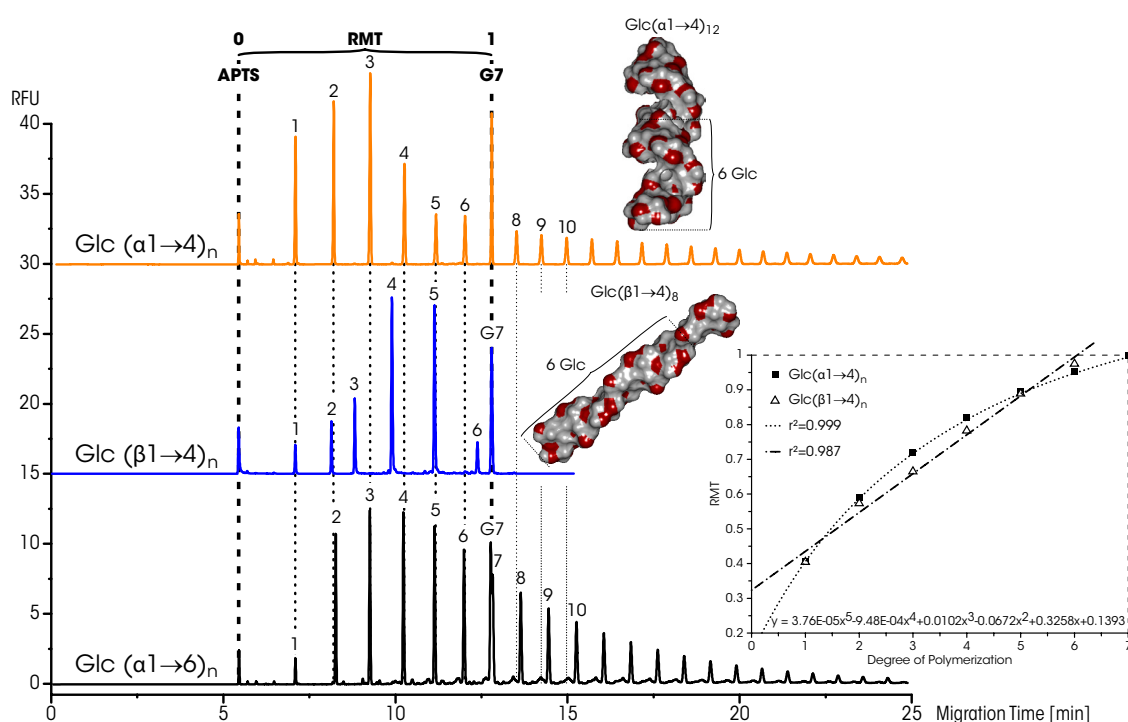 Glc(α1→4)₁₂
0 RMT 1
APTS G7
RFU
3
2
1
4
5
6
8
9
10
6 Glc
40
35
Glc (α1→4)ₙ
30
Glc(β1→4)₈
6 Glc
4
5
G7
3
2
1
6
25
20
Glc (β1→4)ₙ
15
3
2
4
5
G7
6
7
8
9
10
1
10
5
Glc (α1→6)ₙ
0
0 5 10 15 20 25
Migration Time [min]
1
0.9
0.8
0.7
0.6
0.5
0.4
0.3
0.2
RMT
Glc(α1→4)ₙ
Glc(β1→4)ₙ
r²=0.999
r²=0.987
y = 3.76E-05x⁵-9.48E-04x⁴+0.0102x³-0.0672x²+0.3258x+0.1393
0 1 2 3 4 5 6 7
Degree of Polymerization